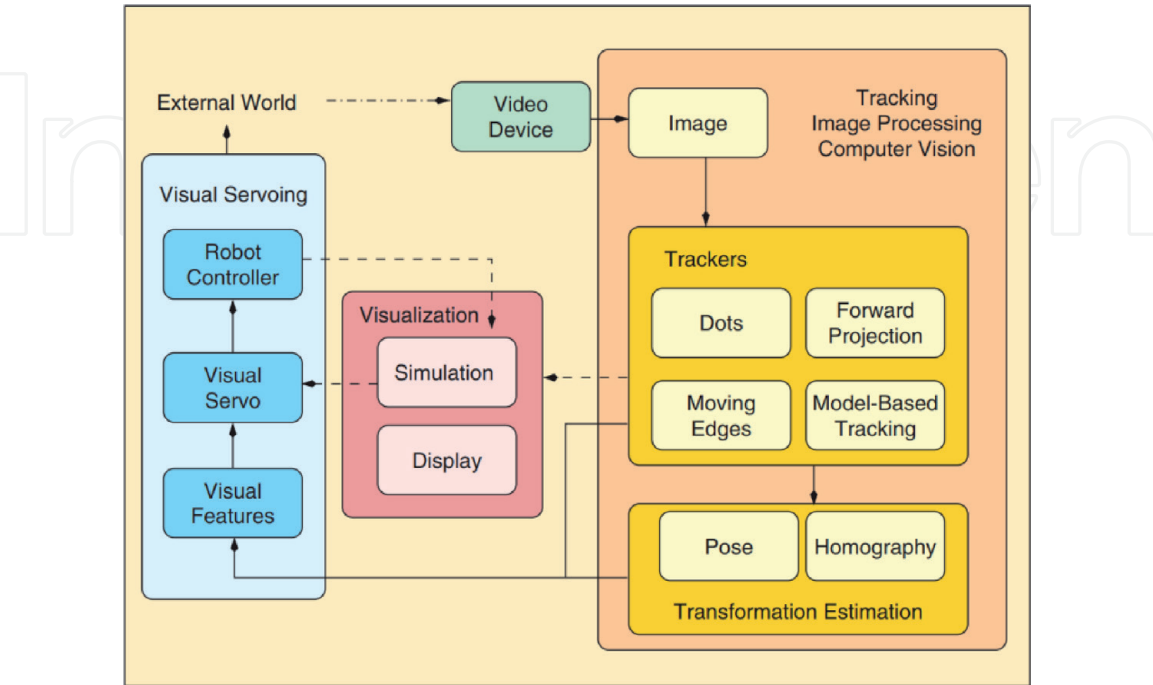 External World
Video
Device
Image
Tracking
Image Processing
Computer Vision
Visual Servoing
Robot
Controller
Visual
Servo
Visual
Features
Visualization
Simulation
Display
Trackers
Dots
Forward
Projection
Moving
Edges
Model-Based
Tracking
Pose
Homography
Transformation Estimation